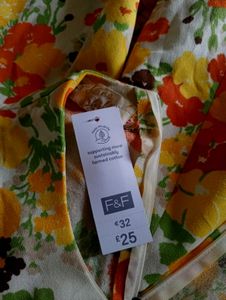 supporting more
sustainably
farmed cotton
F&F
€32
£25